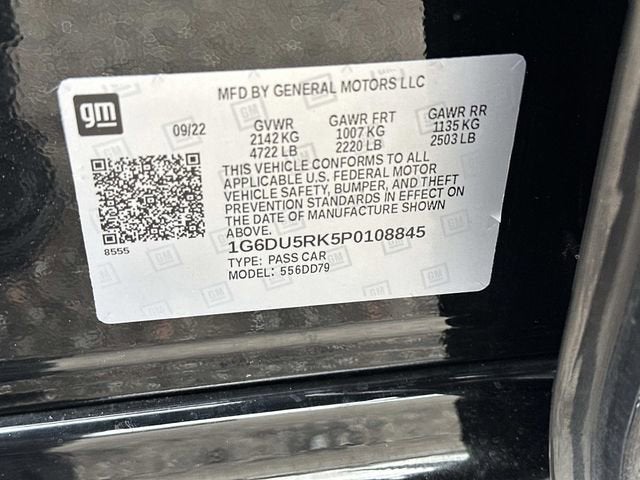 MFD BY GENERAL MOTORS LLC
gm
09/22 GVWR GAWR FRT GAWR RR
2142 KG 1007 KG 1135 KG
4722 LB 2220 LB 2503 LB
THIS VEHICLE CONFORMS TO ALL
APPLICABLE U.S. FEDERAL MOTOR
VEHICLE SAFETY, BUMPER, AND THEFT
PREVENTION STANDARDS IN EFFECT ON
THE DATE OF MANUFACTURE SHOWN
ABOVE.
8555
1G6DU5RK5P0108845
TYPE: PASS CAR
MODEL: 556DD79